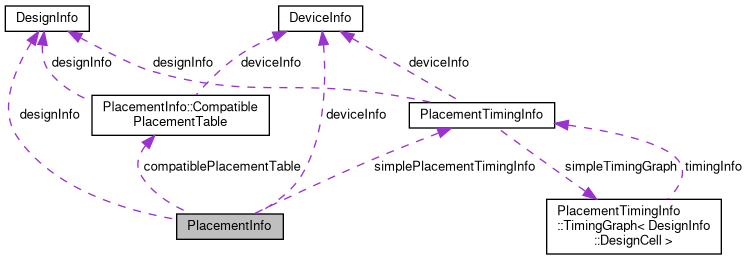 DesignInfo
DeviceInfo
designInfo
designInfo
deviceInfo
deviceInfo
PlacementInfo::Compatible
PlacementTable
PlacementTimingInfo
designInfo
deviceInfo
compatiblePlacementTable
simplePlacementTimingInfo
simpleTimingGraph
timingInfo
PlacementInfo
PlacementTimingInfo
::TimingGraph< DesignInfo
::DesignCell >